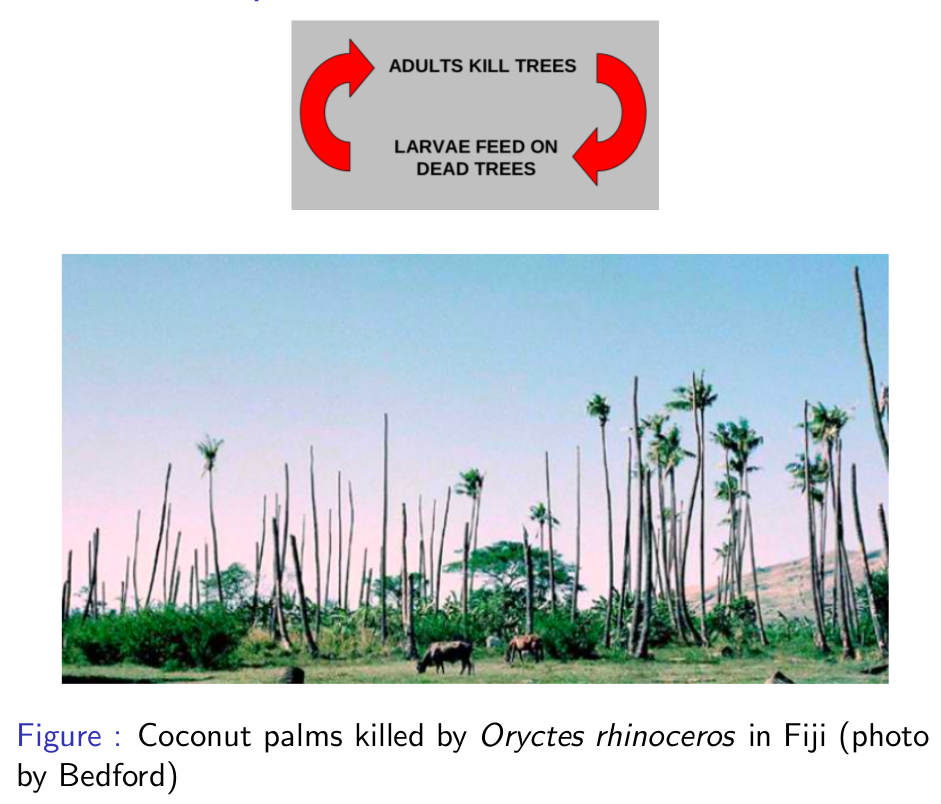 ADULTS KILL TREES
LARVAE FEED ON
DEAD TREES
Figure : Coconut palms killed by Oryctes rhinoceros in Fiji (photo
by Bedford)